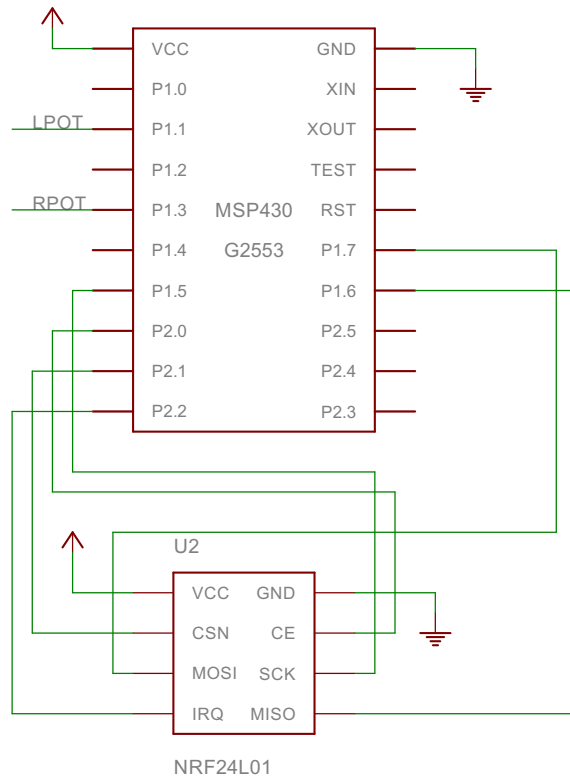 VCC GND
P1.0 XIN
LPOT P1.1 XOUT
P1.2 TEST
RPOT P1.3 MSP430 RST
P1.4 G2553 P1.7
P1.5 P1.6
P2.0 P2.5
P2.1 P2.4
P2.2 P2.3
U2
VCC GND
CSN CE
MOSI SCK
IRQ MISO
NRF24L01